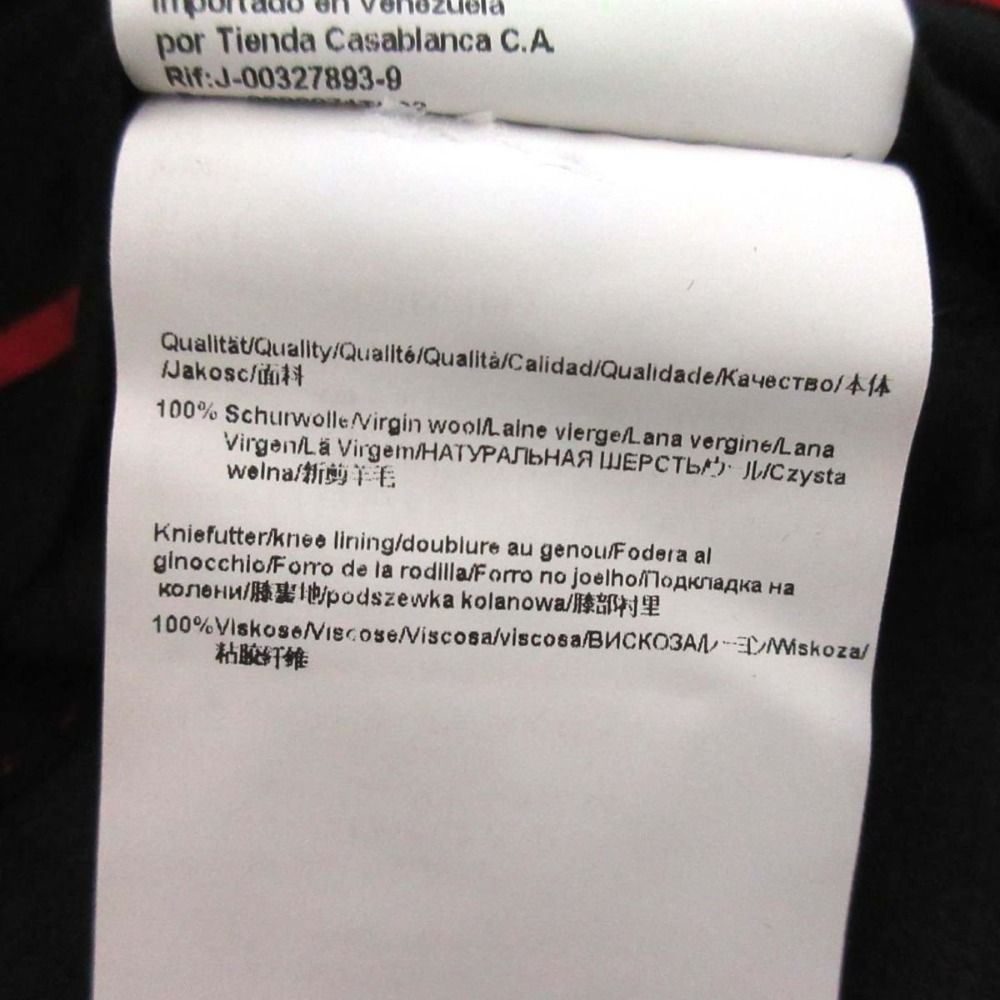 Importado en Venezuela
por Tienda Casablanca C.A.
Rif:J-00327893-9
Qualität/Quality/Qualité/Qualità/Calidad/Qualidade/Качество/本体
/Jakosc/面料
100% Schurwolle/Virgin wool/Laine vierge/Lana vergine/Lana
Virgen/Lã Virgem/НАТУРАЛЬНАЯ ШЕРСТЬ/ウール/Czysta
welna/新剪羊毛
Kniefutter/knee lining/doublure au genou/Fodera al
ginocchio/Forro de la rodilla/Forro no joelho/Подкладка на
колени/膝裏地/podszewka kolanowa/膝部衬里
100%Viskose/Viscose/Viscosa/viscosa/ВИСКОЗА/レーヨン/Wiskoza/
粘胶纤维